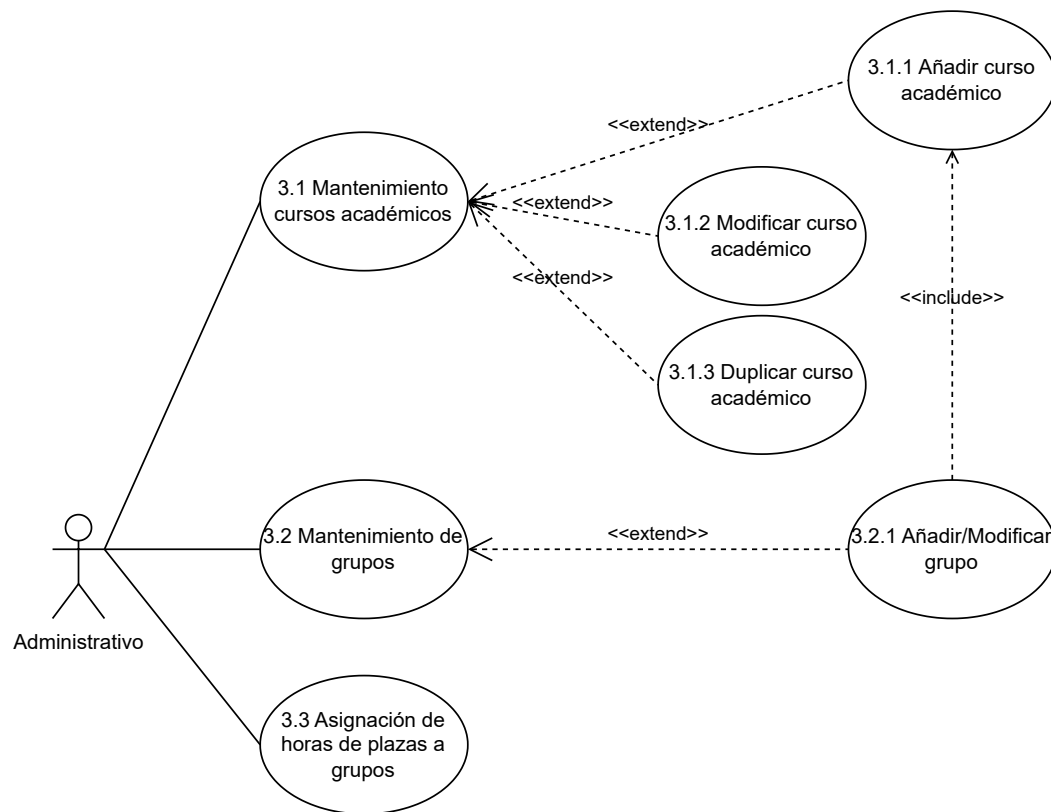 3.1.1 Añadir curso
académico
<<extend>>
3.1 Mantenimiento
cursos académicos
<<extend>>
3.1.2 Modificar curso
académico
<<extend>>
<<include>>
3.1.3 Duplicar curso
académico
3.2 Mantenimiento de
grupos
<<extend>>
3.2.1 Añadir/Modificar
grupo
Administrativo
3.3 Asignación de
horas de plazas a
grupos